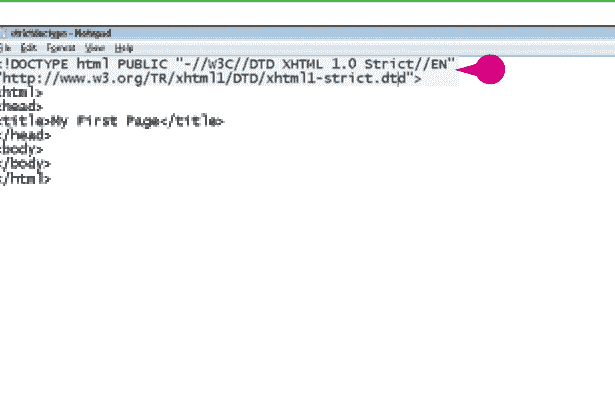 strictdoctype - Notepad
File Edit Format View Help
<!DOCTYPE html PUBLIC "-//W3C//DTD XHTML 1.0 Strict//EN"
"http://www.w3.org/TR/xhtml1/DTD/xhtml1-strict.dtd">
<html>
<head>
<title>My First Page</title>
</head>
<body>
</body>
</html>